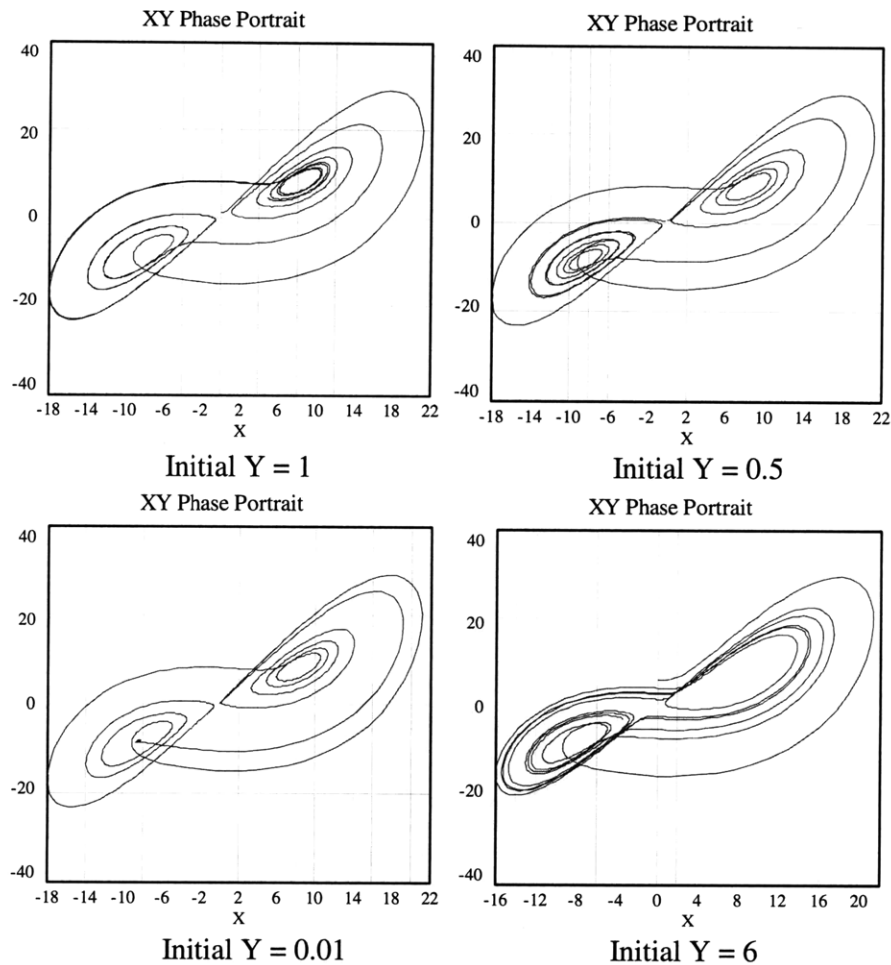 XY Phase Portrait
40
20
0
-20
-40
-18 -14 -10 -6 -2 2 6 10 14 18 22
X
Initial Y = 1
XY Phase Portrait
40
20
0
-20
-40
-18 -14 -10 -6 -2 2 6 10 14 18 22
X
Initial Y = 0.5
XY Phase Portrait
40
20
0
-20
-40
-18 -14 -10 -6 -2 2 6 10 14 18 22
X
Initial Y = 0.01
XY Phase Portrait
40
20
0
-20
-40
-16 -12 -8 -4 0 4 8 12 16 20
X
Initial Y = 6